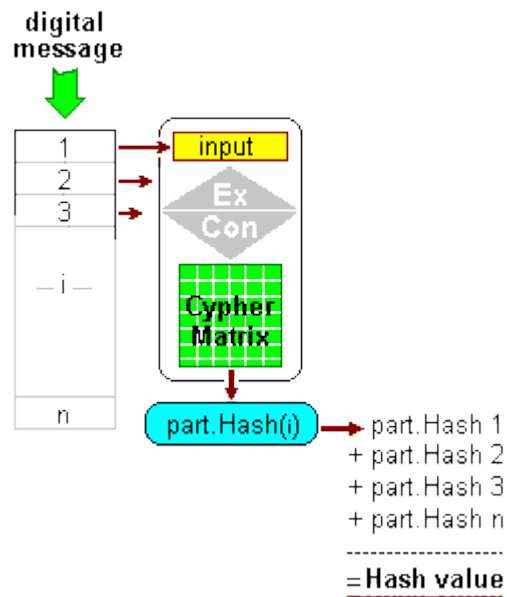 digital
message
1
2
3
— i —
n
input
Ex
Con
Cypher
Matrix
part.Hash(i)
part.Hash 1
+ part.Hash 2
+ part.Hash 3
+ part.Hash n
=Hash value